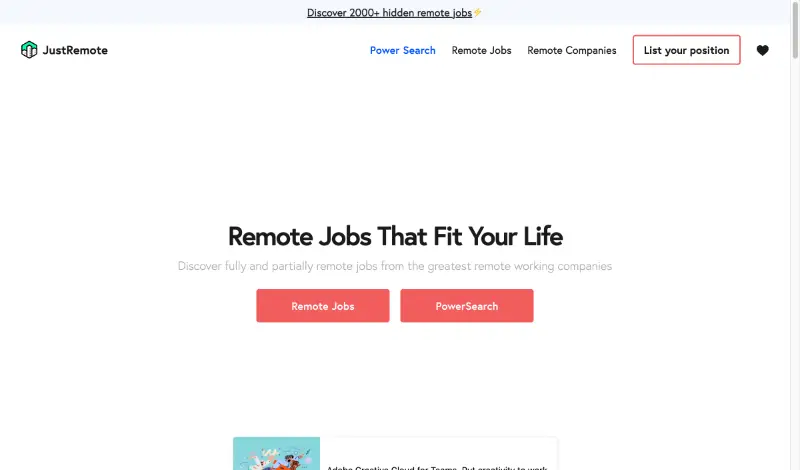 Discover 2000+ hidden remote jobs⚡
JustRemote
Power Search
Remote Jobs
Remote Companies
List your position
Remote Jobs That Fit Your Life
Discover fully and partially remote jobs from the greatest remote working companies
Remote Jobs
PowerSearch
Adobe Creative Cloud for Teams. Put creativity to work